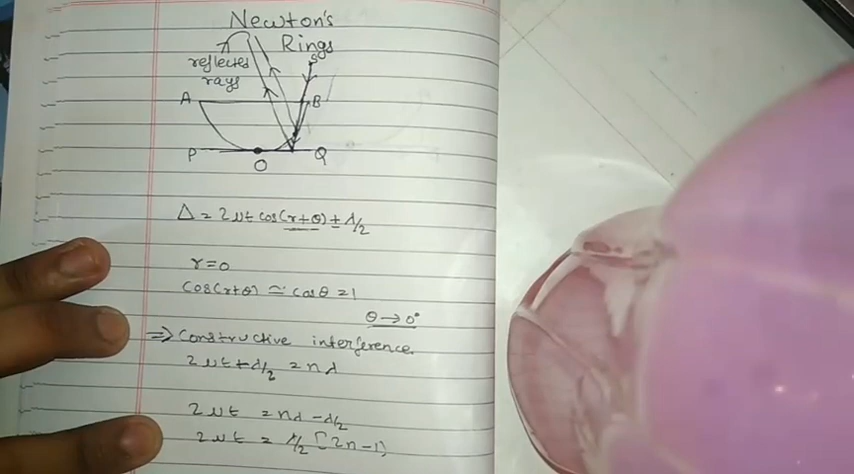 Newton's
Rings
reflected
rays
S
A B
P Q
O
Δ = 2μt cos(r+θ) ± λ/2
r=0
cos(r+θ) ≃ cosθ = 1
θ → 0°
⇒ Constructive interference.
2μt + λ/2 = nλ
2μt = nλ - λ/2
2μt = λ/2 [2n-1]